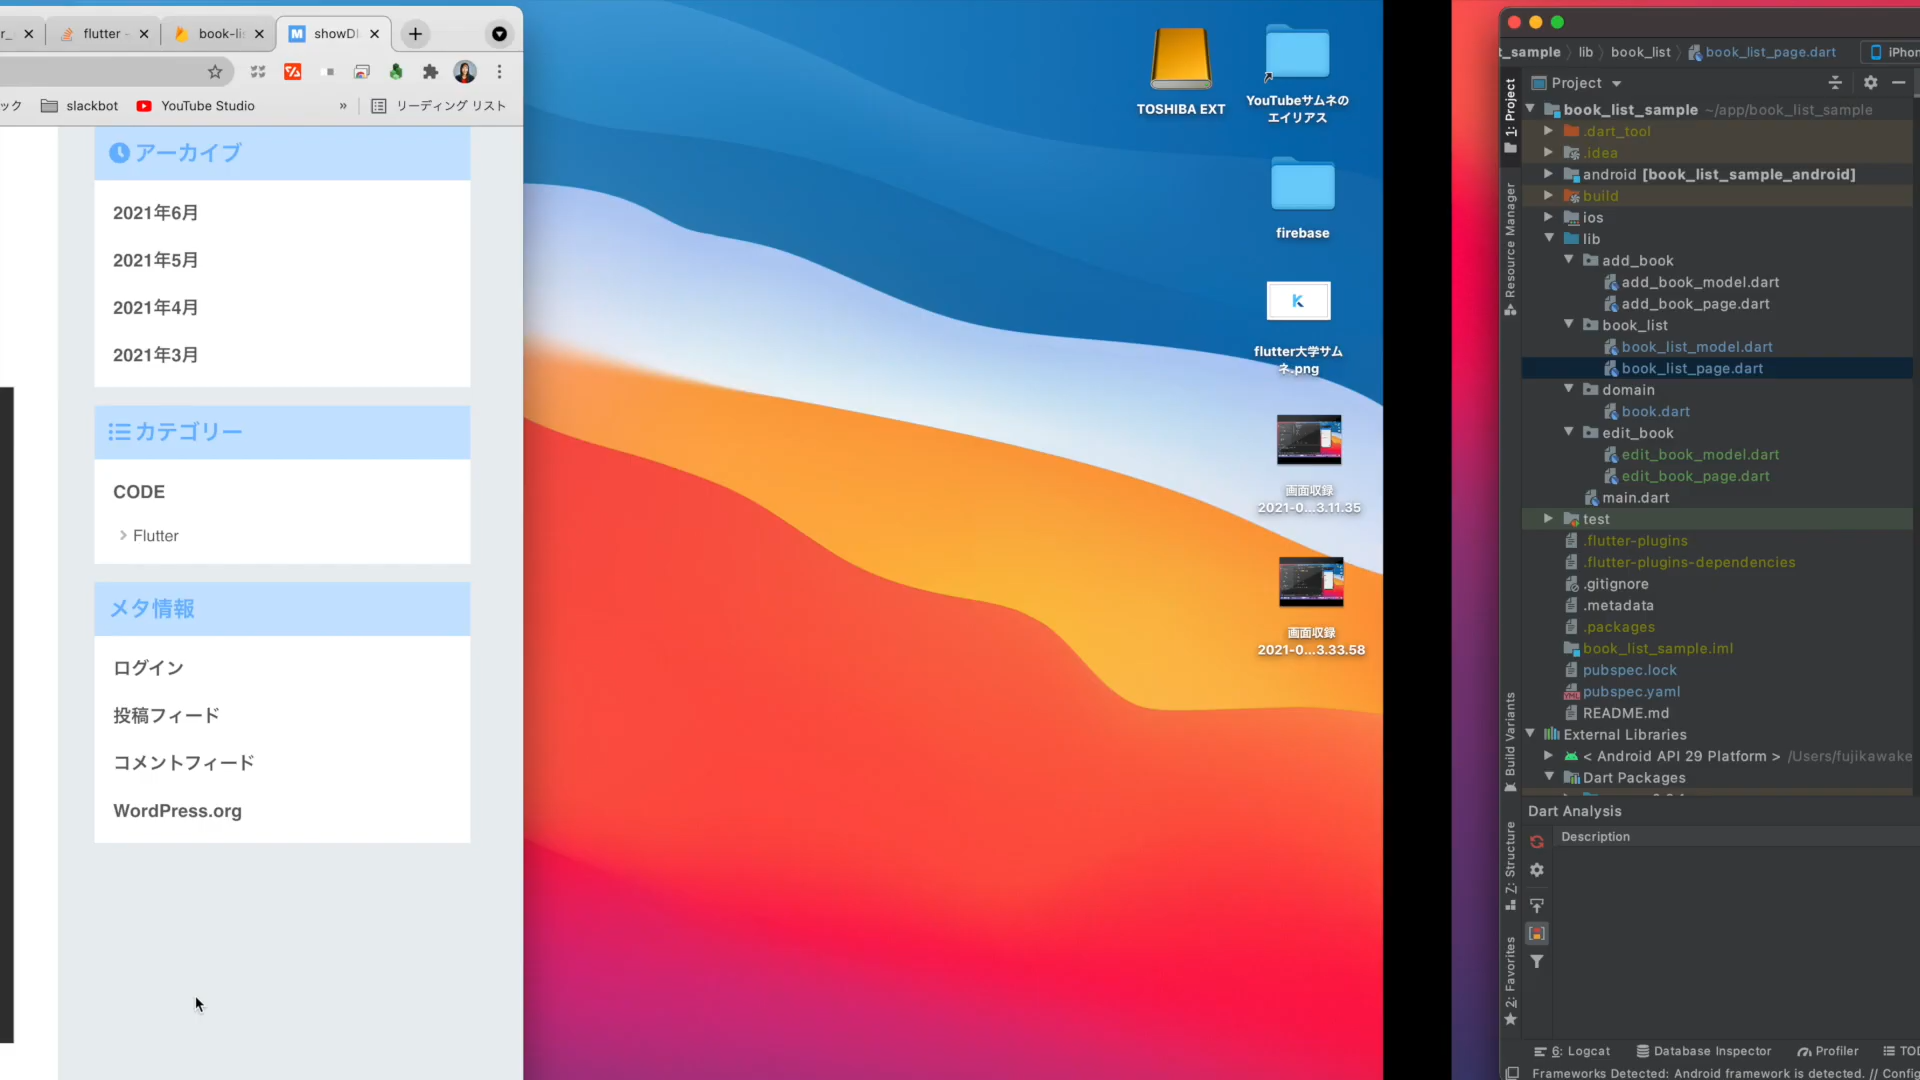 flutter -
book-li
showDI
ック
slackbot
YouTube Studio
»
リーディング リスト
アーカイブ
2021年6月
2021年5月
2021年4月
2021年3月
カテゴリー
CODE
Flutter
メタ情報
ログイン
投稿フィード
コメントフィード
WordPress.org
TOSHIBA EXT
YouTubeサムネの
エイリアス
firebase
flutter大学サム
ネ.png
画面収録
2021-0...3.11.35
画面収録
2021-0...3.33.58
t_sample
lib
book_list
book_list_page.dart
iPhon
1: Project
Resource Manager
Build Variants
Z: Structure
2: Favorites
Project
book_list_sample ~/app/book_list_sample
.dart_tool
.idea
android [book_list_sample_android]
build
ios
lib
add_book
add_book_model.dart
add_book_page.dart
book_list
book_list_model.dart
book_list_page.dart
domain
book.dart
edit_book
edit_book_model.dart
edit_book_page.dart
main.dart
test
.flutter-plugins
.flutter-plugins-dependencies
.gitignore
.metadata
.packages
book_list_sample.iml
pubspec.lock
pubspec.yaml
README.md
External Libraries
< Android API 29 Platform > /Users/fujikawake
Dart Packages
Dart Analysis
Description
6: Logcat
Database Inspector
Profiler
TOD
Frameworks Detected: Android framework is detected. // Config